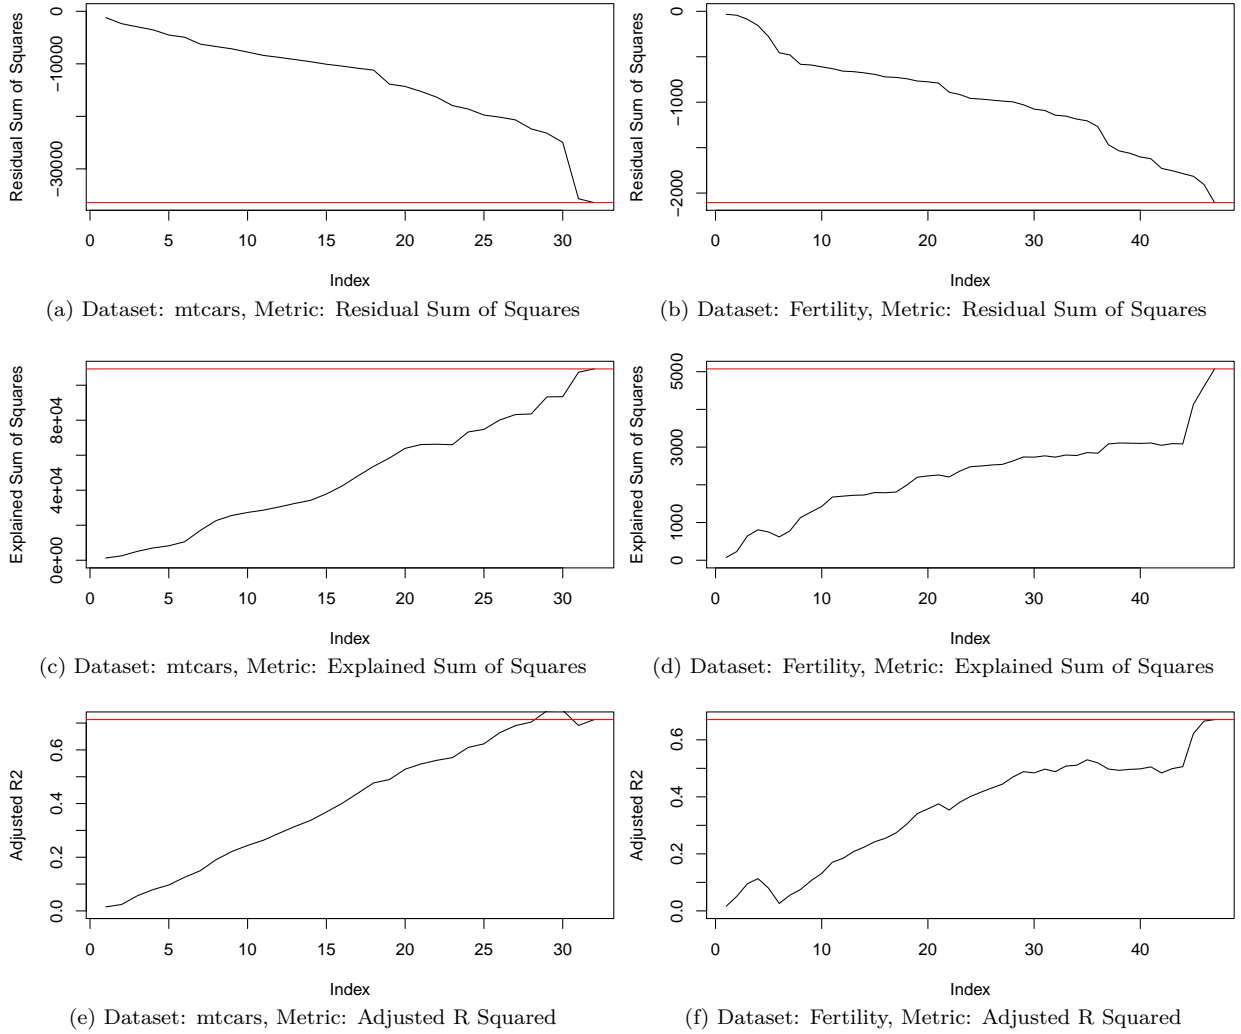 Residual Sum of Squares
0
−10000
−30000
0 5 10 15 20 25 30
Index
(a) Dataset: mtcars, Metric: Residual Sum of Squares
Residual Sum of Squares
0
−1000
−2000
0 10 20 30 40
Index
(b) Dataset: Fertility, Metric: Residual Sum of Squares
Explained Sum of Squares
8e+04
4e+04
0e+00
0 5 10 15 20 25 30
Index
(c) Dataset: mtcars, Metric: Explained Sum of Squares
Explained Sum of Squares
5000
3000
1000
0
0 10 20 30 40
Index
(d) Dataset: Fertility, Metric: Explained Sum of Squares
Adjusted R2
0.6
0.4
0.2
0.0
0 5 10 15 20 25 30
Index
(e) Dataset: mtcars, Metric: Adjusted R Squared
Adjusted R2
0.6
0.4
0.2
0.0
0 10 20 30 40
Index
(f) Dataset: Fertility, Metric: Adjusted R Squared